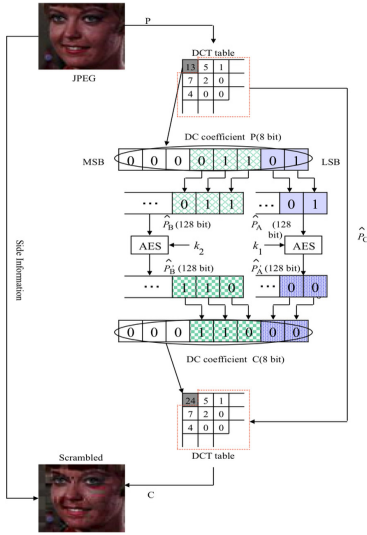 P
JPEG
DCT table
13 5 1
7 2 0
4 0 0
DC coefficient P(8 bit)
MSB
LSB
0 0 0 0 1 1 0 1
... 0 1 1
... 0 1
P̂B (128 bit)
P̂A (128 bit)
P̂C
AES
k2
k1
AES
P̂'B (128 bit)
P̂'A (128 bit)
... 1 1 0
... 0 0
Side Information
0 0 0 1 1 0 0 0
DC coefficient C(8 bit)
24 5 1
7 2 0
4 0 0
DCT table
Scrambled
C